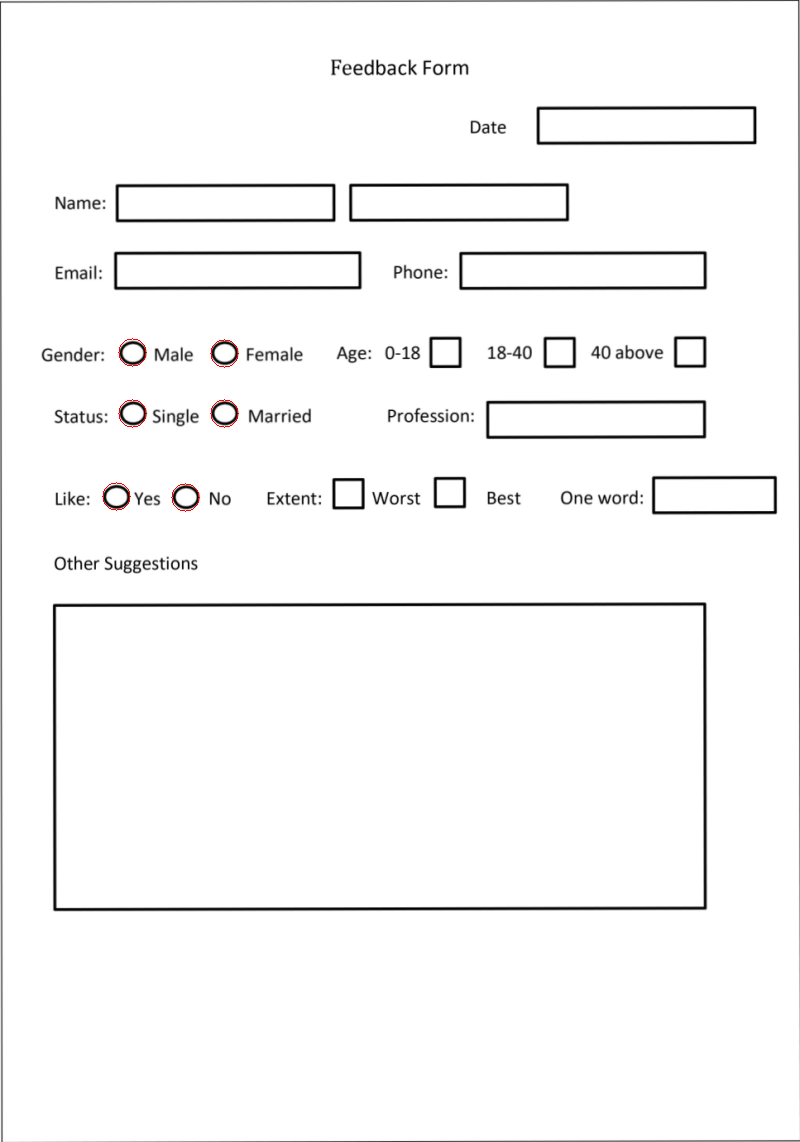 Feedback Form
Date
Name:
Email: Phone:
Gender: Male Female Age: 0-18 18-40 40 above
Status: Single Married Profession:
Like: Yes No Extent: Worst Best One word:
Other Suggestions